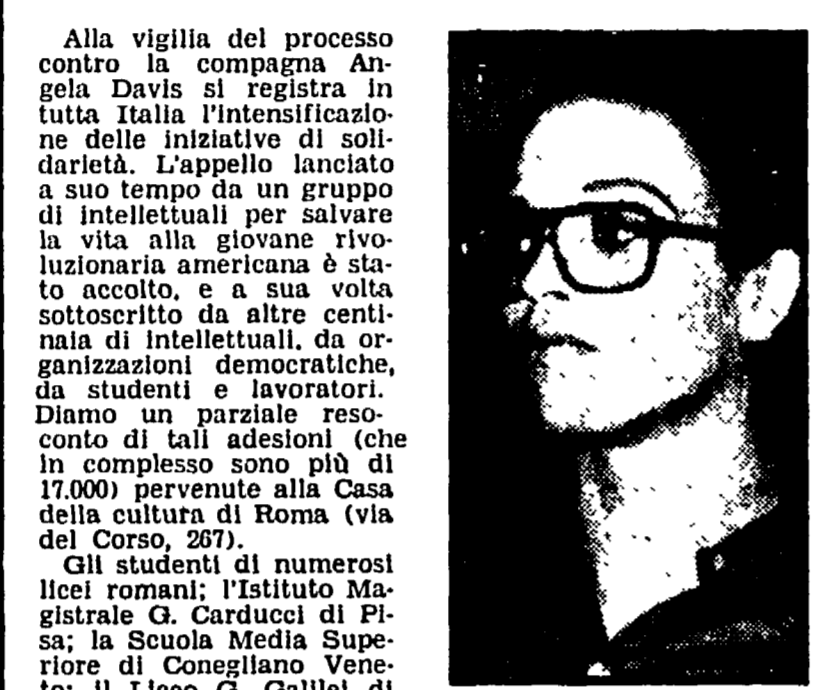 Alla vigilia del processo
contro la compagna An-
gela Davis si registra in
tutta Italia l'intensificazio-
ne delle iniziative di soli-
darietà. L'appello lanciato
a suo tempo da un gruppo
di intellettuali per salvare
la vita alla giovane rivo-
luzionaria americana è sta-
to accolto, e a sua volta
sottoscritto da altre centi-
naia di intellettuali, da or-
ganizzazioni democratiche,
da studenti e lavoratori.
Diamo un parziale reso-
conto di tali adesioni (che
in complesso sono più di
17.000) pervenute alla Casa
della cultura di Roma (via
del Corso, 267).
Gli studenti di numerosi
licei romani; l'Istituto Ma-
gistrale G. Carducci di Pi-
sa; la Scuola Media Supe-
riore di Conegliano Vene-
to; il Liceo G. Galilei di